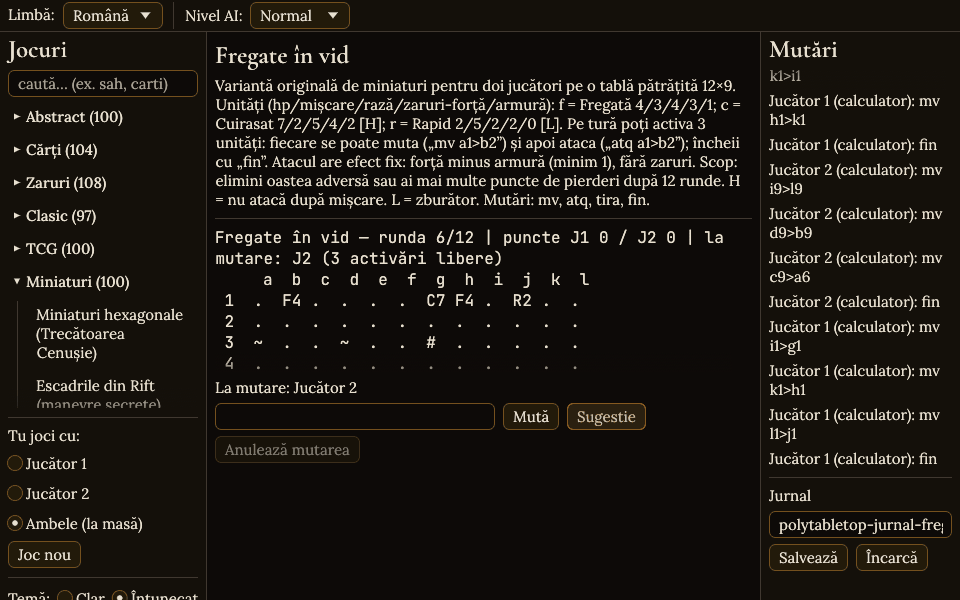 Limbă:
Română
Nivel AI:
Normal
Jocuri
caută... (ex. sah, carti)
Abstract (100)
Cărți (104)
Zaruri (108)
Clasic (97)
TCG (100)
Miniaturi (100)
Miniaturi hexagonale
(Trecătoarea
Cenușie)
Escadrile din Rift
(manevre secrete)
Tu joci cu:
Jucător 1
Jucător 2
Ambele (la masă)
Joc nou
Temă: Clar Întunecat
Fregate în vid
Variantă originală de miniaturi pentru doi jucători pe o tablă pătrățită 12×9.
Unități (hp/mișcare/rază/zaruri-forță/armură): f = Fregată 4/3/4/3/1; c =
Cuirasat 7/2/5/4/2 [H]; r = Rapid 2/5/2/2/0 [L]. Pe tură poți activa 3
unități: fiecare se poate muta („mv a1>b2”) și apoi ataca („atq a1>b2”); închei
cu „fin”. Atacul are efect fix: forță minus armură (minim 1), fără zaruri. Scop:
elimini oastea adversă sau ai mai multe puncte de pierderi după 12 runde. H
= nu atacă după mișcare. L = zburător. Mutări: mv, atq, tira, fin.
Fregate în vid — runda 6/12 | puncte J1 0 / J2 0 | la
mutare: J2 (3 activări libere)
a b c d e f g h i j k l
1 . F4 . . . . C7 F4 . R2 . .
2 . . . . . . . . . . . .
3 ~ . . ~ . . # . . . . .
4 . . . . . . . . . . . .
La mutare: Jucător 2
Mută
Sugestie
Anulează mutarea
Mutări
k1>i1
Jucător 1 (calculator): mv
h1>k1
Jucător 1 (calculator): fin
Jucător 2 (calculator): mv
i9>l9
Jucător 2 (calculator): mv
d9>b9
Jucător 2 (calculator): mv
c9>a6
Jucător 2 (calculator): fin
Jucător 1 (calculator): mv
i1>g1
Jucător 1 (calculator): mv
k1>h1
Jucător 1 (calculator): mv
l1>j1
Jucător 1 (calculator): fin
Jurnal
polytabletop-jurnal-freg
Salvează
Încarcă